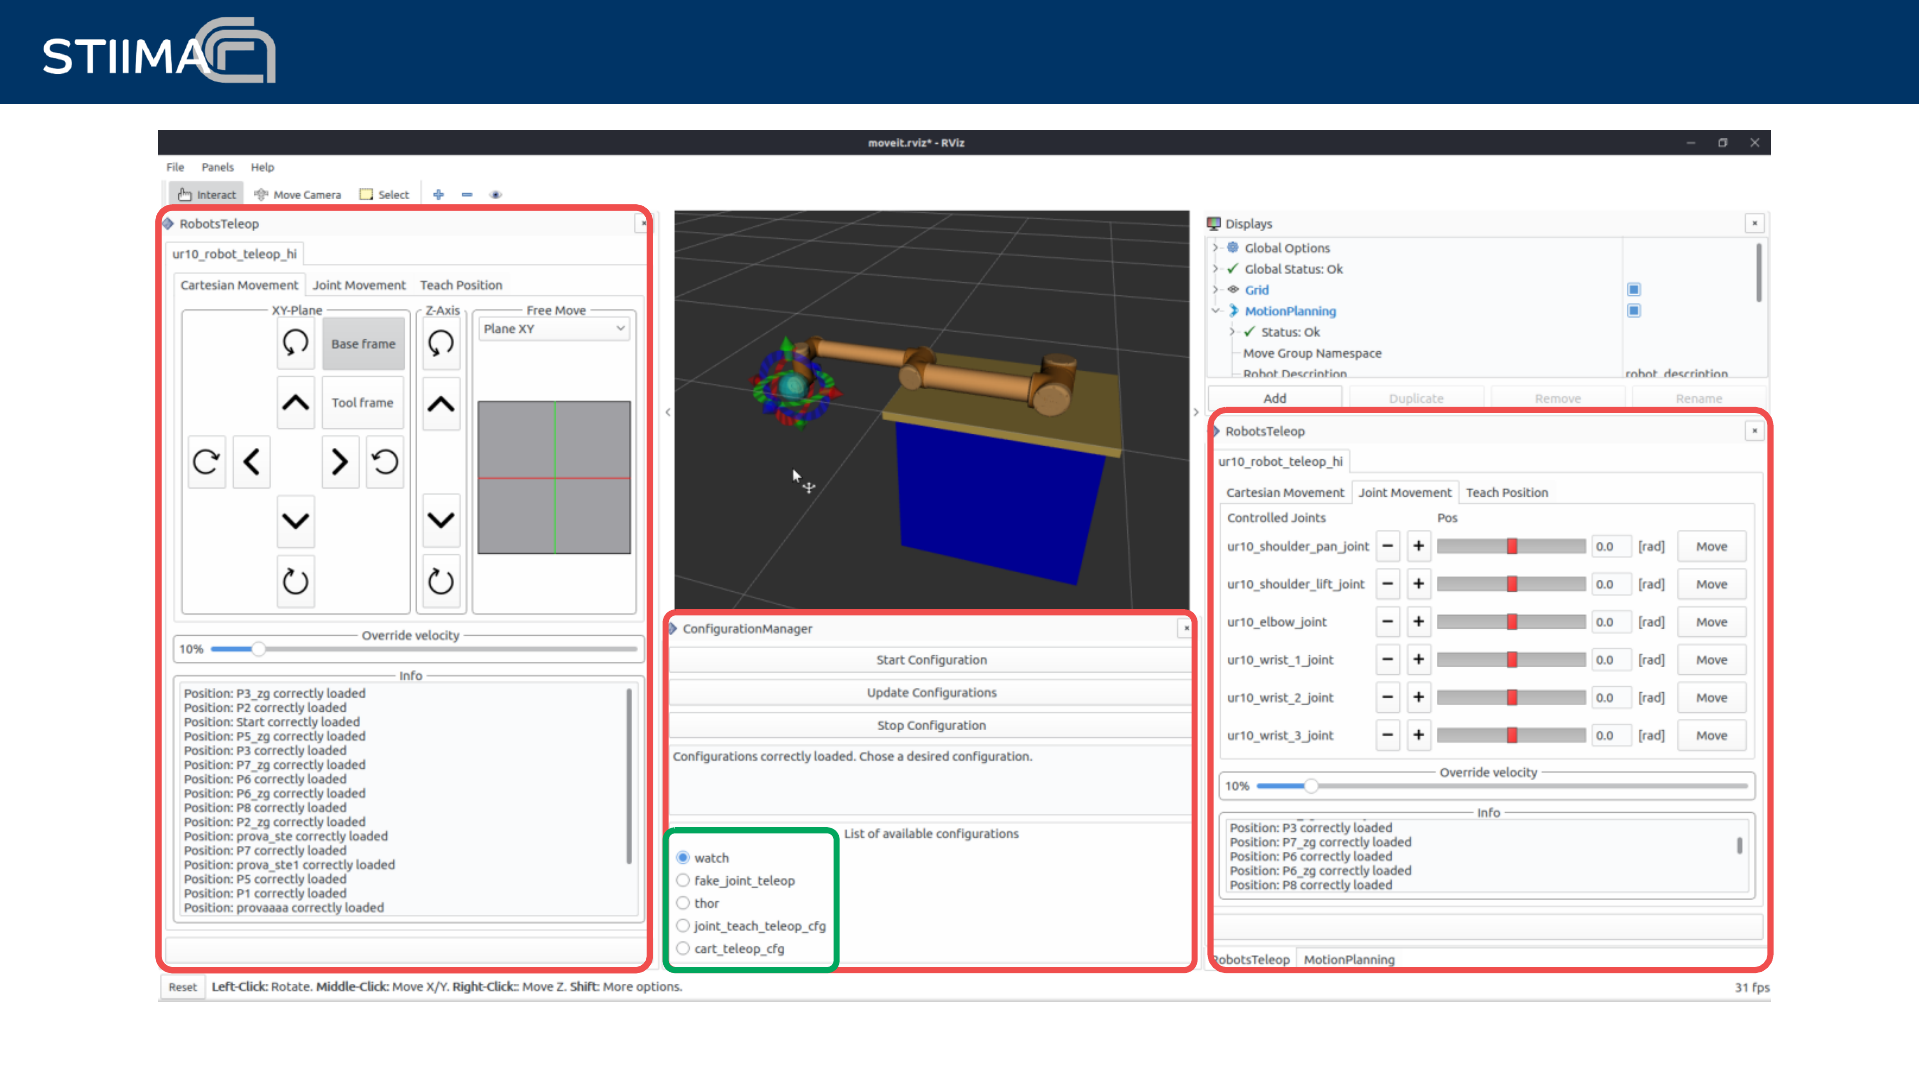 STIIMA
moveit.rviz* - RViz
File Panels Help
Interact Move Camera Select
RobotsTeleop
ur10_robot_teleop_hi
Cartesian Movement Joint Movement Teach Position
XY-Plane Z-Axis Free Move
Plane XY
Base frame
Tool frame
Override velocity
10%
Info
Position: P3_zg correctly loaded
Position: P2 correctly loaded
Position: Start correctly loaded
Position: P5_zg correctly loaded
Position: P3 correctly loaded
Position: P7_zg correctly loaded
Position: P6 correctly loaded
Position: P6_zg correctly loaded
Position: P8 correctly loaded
Position: P2_zg correctly loaded
Position: prova_ste correctly loaded
Position: P7 correctly loaded
Position: prova_ste1 correctly loaded
Position: P5 correctly loaded
Position: P1 correctly loaded
Position: provaaaa correctly loaded
ConfigurationManager
Start Configuration
Update Configurations
Stop Configuration
Configurations correctly loaded. Chose a desired configuration.
List of available configurations
watch
fake_joint_teleop
thor
joint_teach_teleop_cfg
cart_teleop_cfg
Displays
Global Options
Global Status: Ok
Grid
MotionPlanning
Status: Ok
Move Group Namespace
Robot Description robot_description
Add Duplicate Remove Rename
RobotsTeleop
ur10_robot_teleop_hi
Cartesian Movement Joint Movement Teach Position
Controlled Joints Pos
ur10_shoulder_pan_joint - + 0.0 [rad] Move
ur10_shoulder_lift_joint - + 0.0 [rad] Move
ur10_elbow_joint - + 0.0 [rad] Move
ur10_wrist_1_joint - + 0.0 [rad] Move
ur10_wrist_2_joint - + 0.0 [rad] Move
ur10_wrist_3_joint - + 0.0 [rad] Move
Override velocity
10%
Info
Position: P3 correctly loaded
Position: P7_zg correctly loaded
Position: P6 correctly loaded
Position: P6_zg correctly loaded
Position: P8 correctly loaded
RobotsTeleop MotionPlanning
Reset Left-Click: Rotate. Middle-Click: Move X/Y. Right-Click:: Move Z. Shift: More options. 31 fps